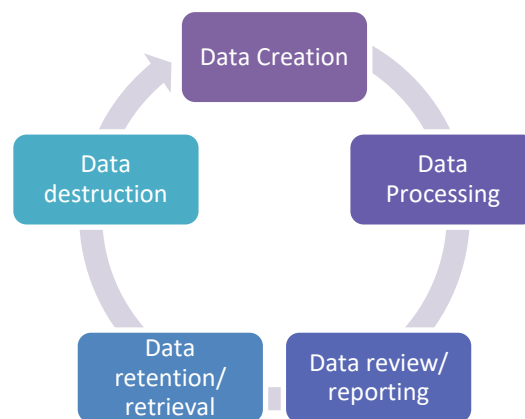 Data Creation
Data
Processing
Data review/
reporting
Data
retention/
retrieval
Data
destruction